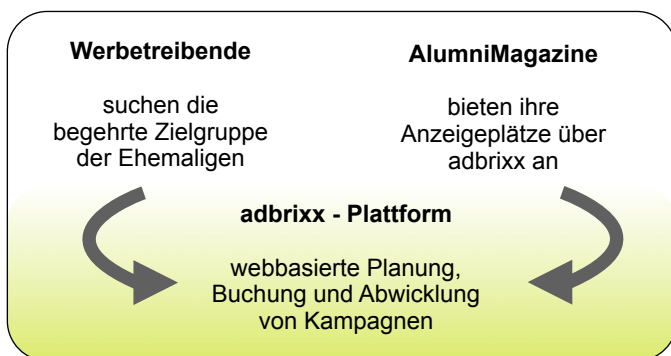 Werbetreibende
suchen die
begehrte Zielgruppe
der Ehemaligen
AlumniMagazine
bieten ihre
Anzeigeplätze über
adbrixx an
adbrixx - Plattform
webbasierte Planung,
Buchung und Abwicklung
von Kampagnen